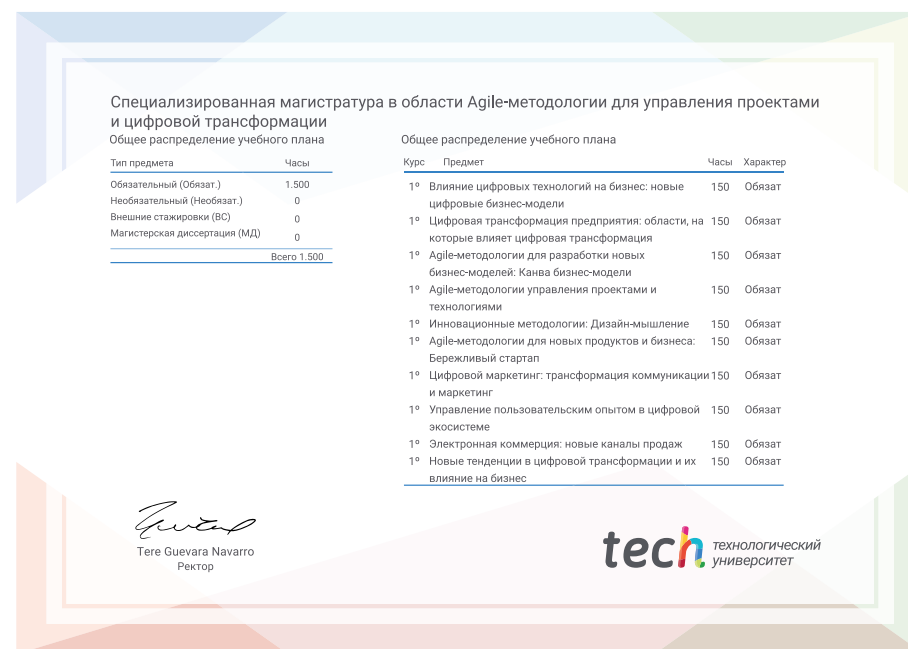 Специализированная магистратура в области Agile-методологии для управления проектами
и цифровой трансформации
Общее распределение учебного плана
Тип предмета Часы
Обязательный (Обязат.) 1.500
Необязательный (Необязат.) 0
Внешние стажировки (ВС) 0
Магистерская диссертация (МД) 0
Всего 1.500
Общее распределение учебного плана
Курс Предмет Часы Характер
1º Влияние цифровых технологий на бизнес: новые 150 Обязат
цифровые бизнес-модели
1º Цифровая трансформация предприятия: области, на 150 Обязат
которые влияет цифровая трансформация
1º Agile-методологии для разработки новых 150 Обязат
бизнес-моделей: Канва бизнес-модели
1º Agile-методологии управления проектами и 150 Обязат
технологиями
1º Инновационные методологии: Дизайн-мышление 150 Обязат
1º Agile-методологии для новых продуктов и бизнеса: 150 Обязат
Бережливый стартап
1º Цифровой маркетинг: трансформация коммуникации 150 Обязат
и маркетинг
1º Управление пользовательским опытом в цифровой 150 Обязат
экосистеме
1º Электронная коммерция: новые каналы продаж 150 Обязат
1º Новые тенденции в цифровой трансформации и их 150 Обязат
влияние на бизнес
Tere Guevara Navarro
Ректор
tech технологический
университет